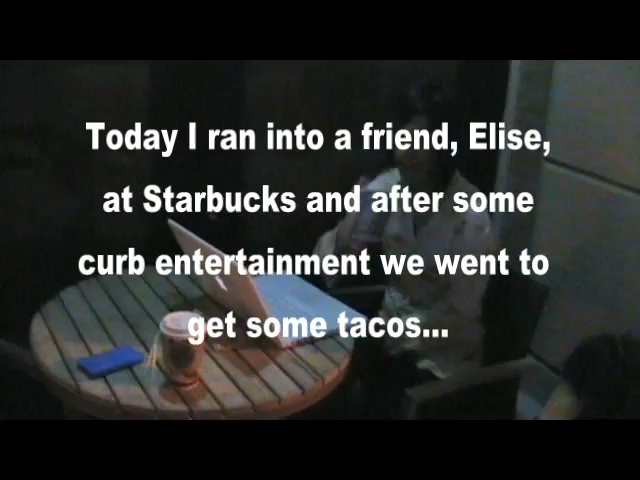 Today I ran into a friend, Elise,
at Starbucks and after some
curb entertainment we went to
get some tacos...